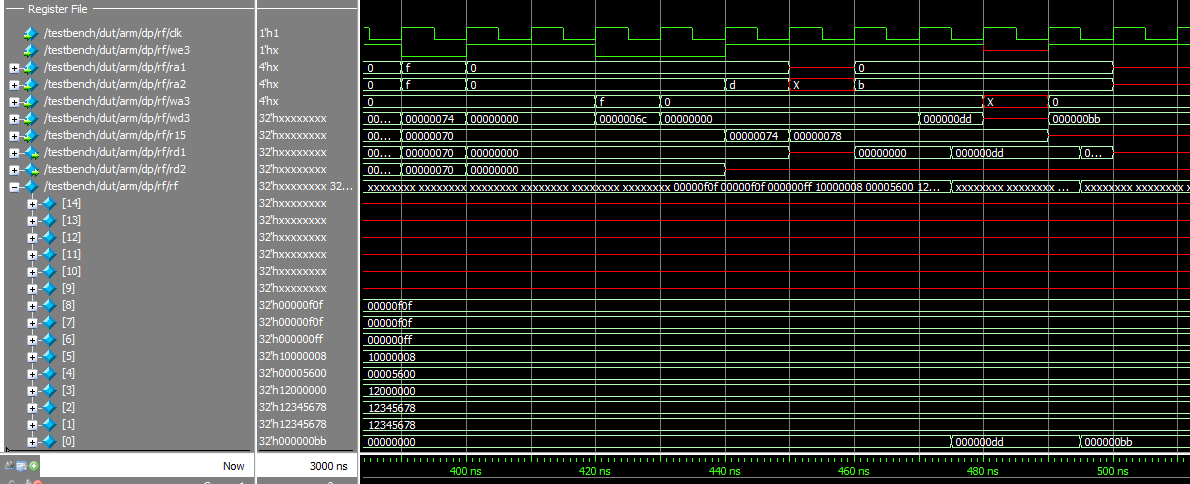 Register File
/testbench/dut/arm/dp/rf/clk 1'h1
/testbench/dut/arm/dp/rf/we3 1'hx
/testbench/dut/arm/dp/rf/ra1 4'hx 0 f 0 0
/testbench/dut/arm/dp/rf/ra2 4'hx 0 f 0 d X b
/testbench/dut/arm/dp/rf/wa3 4'hx 0 f 0 X 0
/testbench/dut/arm/dp/rf/wd3 32'hxxxxxxxx 00... 00000074 00000000 0000006c 00000000 000000dd 000000bb
/testbench/dut/arm/dp/rf/r15 32'hxxxxxxxx 00... 00000070 00000074 00000078
/testbench/dut/arm/dp/rf/rd1 32'hxxxxxxxx 00... 00000070 00000000 00000000 000000dd 0...
/testbench/dut/arm/dp/rf/rd2 32'hxxxxxxxx 00... 00000070 00000000
/testbench/dut/arm/dp/rf/rf 32'hxxxxxxxx 32... xxxxxxxx xxxxxxxx xxxxxxxx xxxxxxxx xxxxxxxx xxxxxxxx 00000f0f 00000f0f 000000ff 10000008 00005600 12... xxxxxxxx xxxxxxxx ... xxxxxxxx xxxxxxxx x
[14] 32'hxxxxxxxx
[13] 32'hxxxxxxxx
[12] 32'hxxxxxxxx
[11] 32'hxxxxxxxx
[10] 32'hxxxxxxxx
[9] 32'hxxxxxxxx
[8] 32'h00000f0f 00000f0f
[7] 32'h00000f0f 00000f0f
[6] 32'h000000ff 000000ff
[5] 32'h10000008 10000008
[4] 32'h00005600 00005600
[3] 32'h12000000 12000000
[2] 32'h12345678 12345678
[1] 32'h12345678 12345678
[0] 32'h000000bb 00000000 000000dd 000000bb
Now 3000 ns 400 ns 420 ns 440 ns 460 ns 480 ns 500 ns